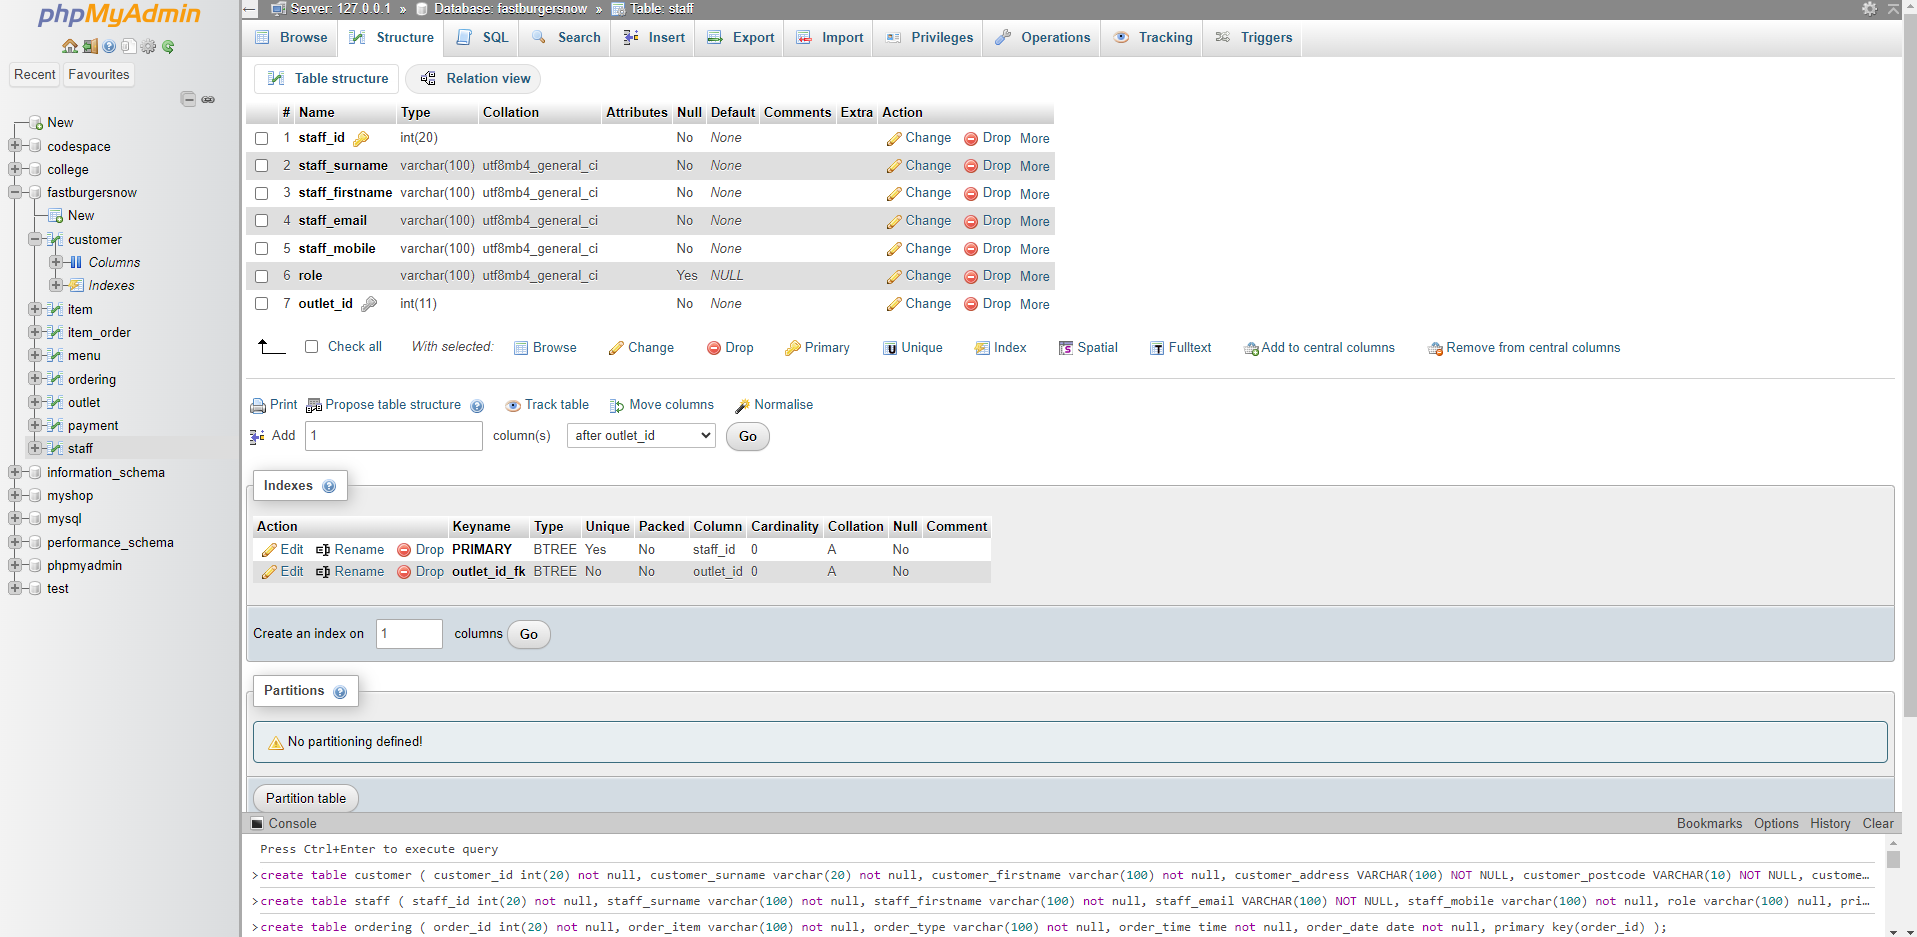 phpMyAdmin
Recent Favourites
New
codespace
college
fastburgersnow
New
customer
Columns
Indexes
item
item_order
menu
ordering
outlet
payment
staff
information_schema
myshop
mysql
performance_schema
phpmyadmin
test
Server: 127.0.0.1 » Database: fastburgersnow » Table: staff
Browse Structure SQL Search Insert Export Import Privileges Operations Tracking Triggers
Table structure Relation view
# Name Type Collation Attributes Null Default Comments Extra Action
1 staff_id int(20) No None Change Drop More
2 staff_surname varchar(100) utf8mb4_general_ci No None Change Drop More
3 staff_firstname varchar(100) utf8mb4_general_ci No None Change Drop More
4 staff_email varchar(100) utf8mb4_general_ci No None Change Drop More
5 staff_mobile varchar(100) utf8mb4_general_ci No None Change Drop More
6 role varchar(100) utf8mb4_general_ci Yes NULL Change Drop More
7 outlet_id int(11) No None Change Drop More
Check all With selected: Browse Change Drop Primary Unique Index Spatial Fulltext Add to central columns Remove from central columns
Print Propose table structure Track table Move columns Normalise
Add 1 column(s) after outlet_id Go
Indexes
Action Keyname Type Unique Packed Column Cardinality Collation Null Comment
Edit Rename Drop PRIMARY BTREE Yes No staff_id 0 A No
Edit Rename Drop outlet_id_fk BTREE No No outlet_id 0 A No
Create an index on 1 columns Go
Partitions
No partitioning defined!
Partition table
Console Bookmarks Options History Clear
Press Ctrl+Enter to execute query
>create table customer ( customer_id int(20) not null, customer_surname varchar(20) not null, customer_firstname varchar(100) not null, customer_address VARCHAR(100) NOT NULL, customer_postcode VARCHAR(10) NOT NULL, custome…
>create table staff ( staff_id int(20) not null, staff_surname varchar(100) not null, staff_firstname varchar(100) not null, staff_email VARCHAR(100) NOT NULL, staff_mobile varchar(100) not null, role varchar(100) null, pri…
>create table ordering ( order_id int(20) not null, order_item varchar(100) not null, order_type varchar(100) not null, order_time time not null, order_date date not null, primary key(order_id) );